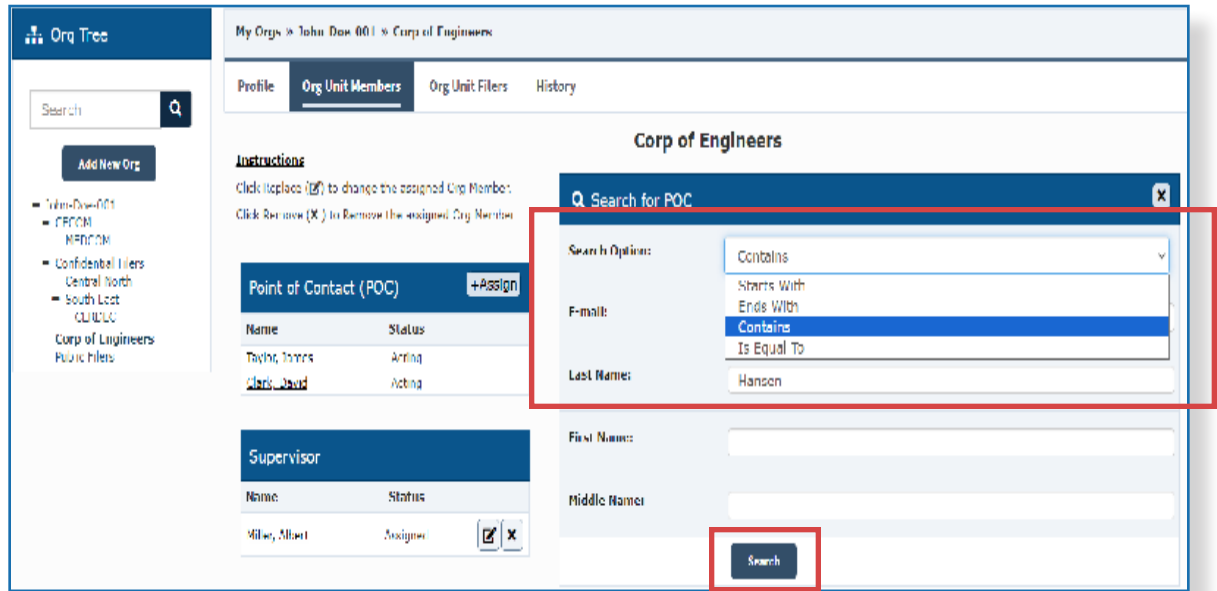 Org Tree
Search
Add New Org
John-Doe-001
CECOM
MEDCOM
Confidential Filers
Central North
South East
CERDEC
Corp of Engineers
Public Filers
My Orgs » John Doe 001 » Corp of Engineers
Profile Org Unit Members Org Unit Filers History
Corp of Engineers
Instructions
Click Replace ( ) to change the assigned Org Member.
Click Remove (X ) to Remove the assigned Org Member
Point of Contact (POC) +Assign
Name Status
Taylor, James Acting
Clark, David Acting
Supervisor
Name Status
Miller, Albert Assigned
Search for POC X
Search Option: Contains
Starts With
Ends With
E-mail:
Contains
Is Equal To
Last Name: Hansen
First Name:
Middle Name:
Search